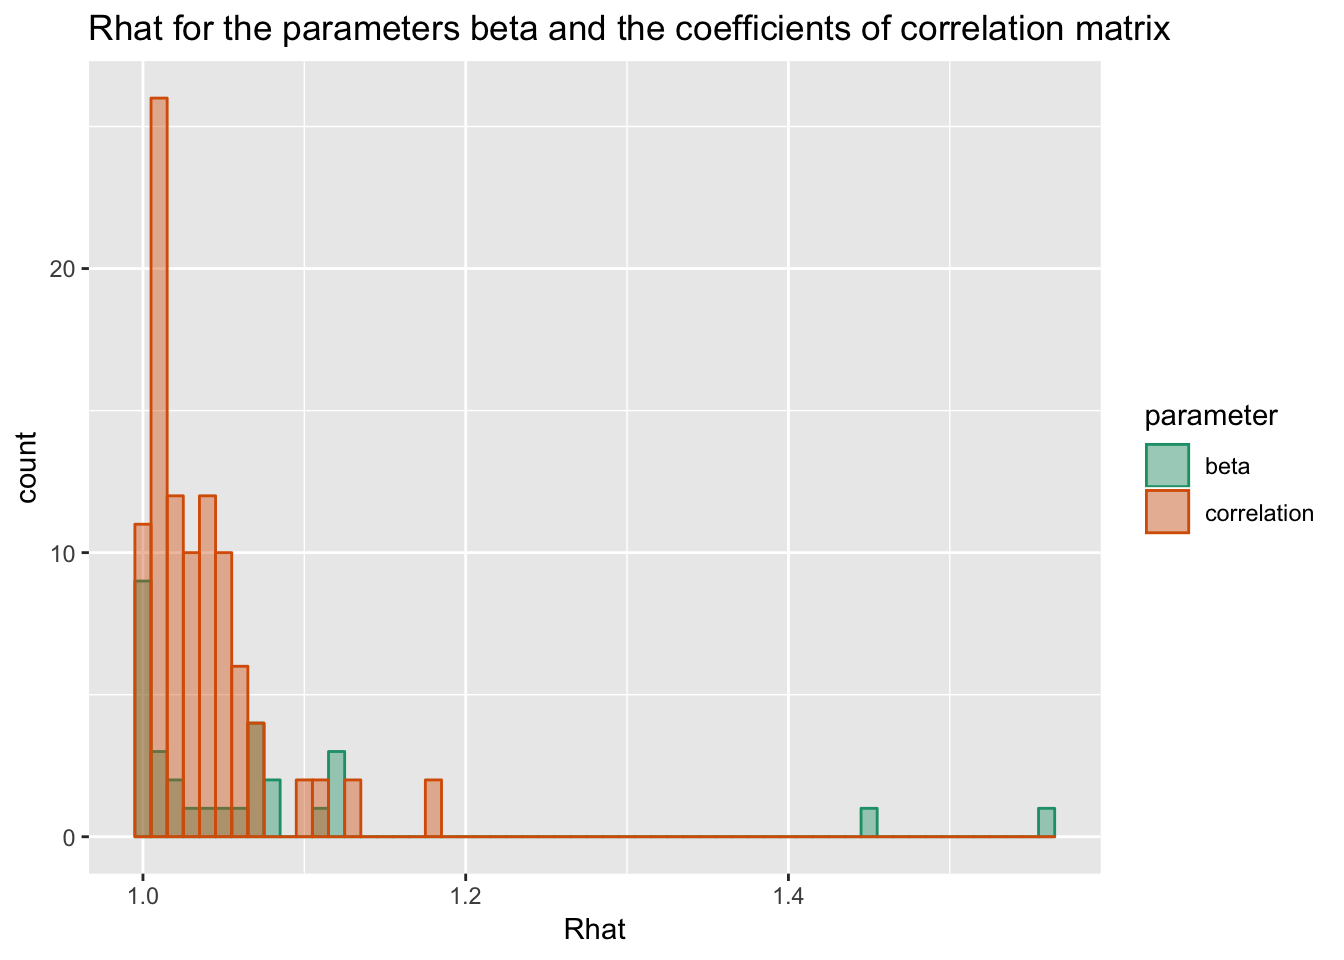 Rhat for the parameters beta and the coefficients of correlation matrix
20
10
0
count
1.0 1.2 1.4
Rhat
parameter
beta
correlation